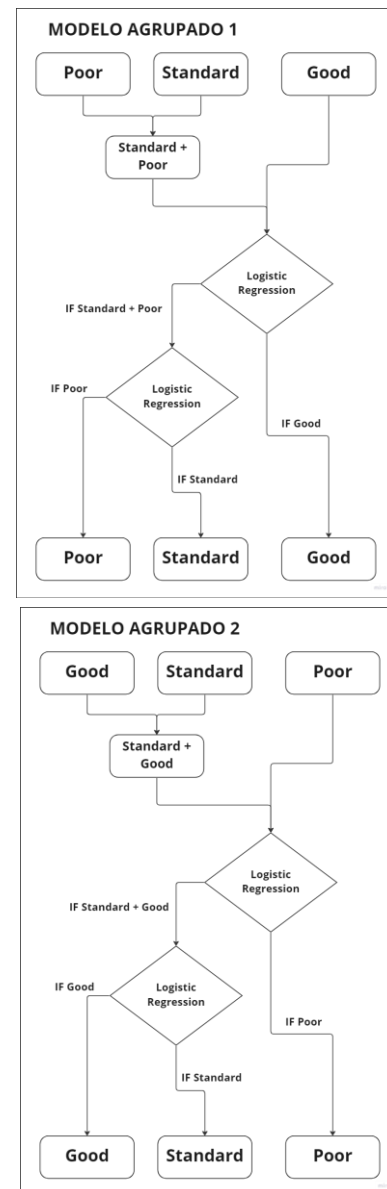 MODELO AGRUPADO 1
Poor
Standard
Good
Standard +
Poor
Logistic
Regression
IF Standard + Poor
IF Poor
Logistic
Regression
IF Good
IF Standard
Poor
Standard
Good
MODELO AGRUPADO 2
Good
Standard
Poor
Standard +
Good
Logistic
Regression
IF Standard + Good
IF Good
Logistic
Regression
IF Poor
IF Standard
Good
Standard
Poor